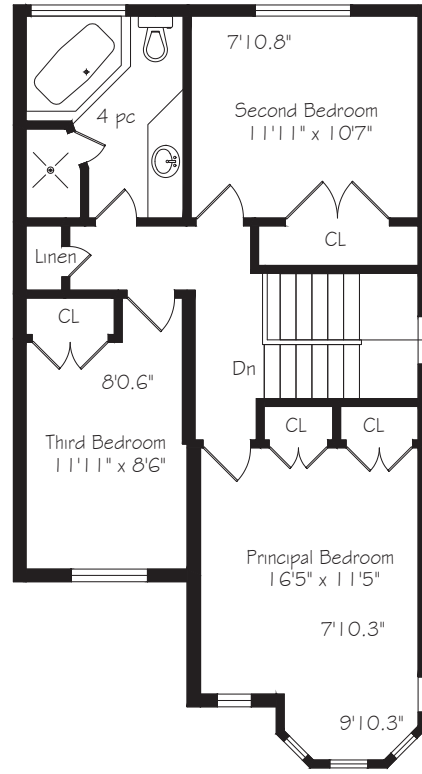 7'10.8"
4 pc
Second Bedroom
11'11" x 10'7"
CL
Linen
CL
Dn
8'0.6"
CL
CL
Third Bedroom
11'11" x 8'6"
Principal Bedroom
16'5" x 11'5"
7'10.3"
9'10.3"